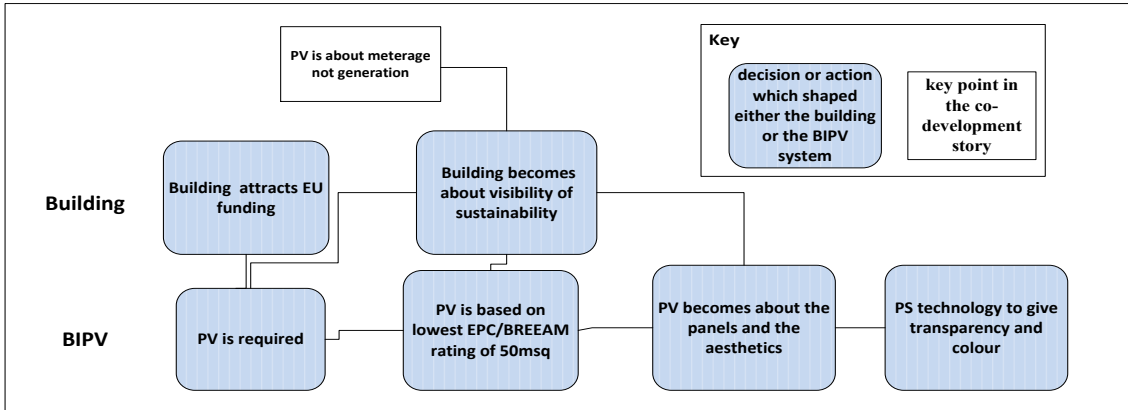 PV is about meterage
not generation
Key
decision or action
which shaped
either the building
or the BIPV
system
key point in
the co-
development
story
Building
Building attracts EU
funding
Building becomes
about visibility of
sustainability
BIPV
PV is required
PV is based on
lowest EPC/BREEAM
rating of 50msq
PV becomes about the
panels and the
aesthetics
PS technology to give
transparency and
colour